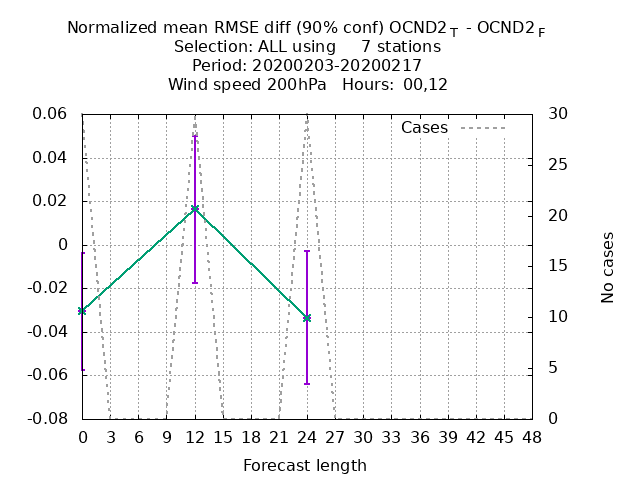 Normalized mean RMSE diff (90% conf) OCND2 T - OCND2 F
Selection: ALL using 7 stations
Period: 20200203-20200217
Wind speed 200hPa Hours: 00,12
Cases
0.06
0.04
0.02
0
-0.02
-0.04
-0.06
-0.08
30
25
20
15
10
5
0
No cases
0 3 6 9 12 15 18 21 24 27 30 33 36 39 42 45 48
Forecast length